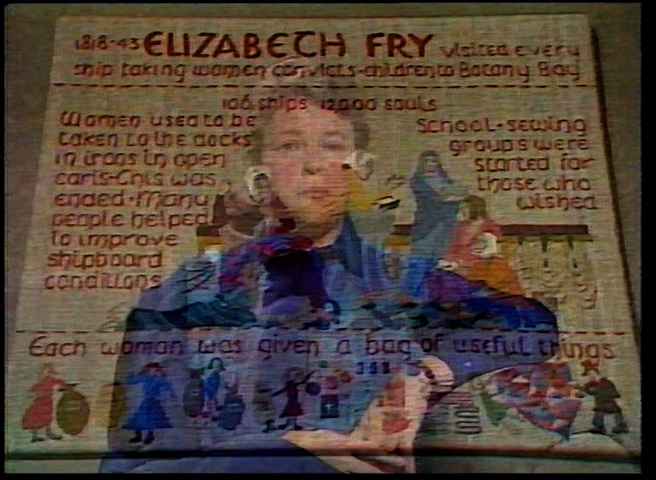 1818-43 ELIZABETH FRY visited every
ship taking women convicts-children to Botany Bay
106 ships 12000 souls
Women used to be
taken to the docks
in irons in open
carts-This was
ended-Many
people helped
to improve
shipboard
conditions
School-sewing
groups were
started for
those who
wished
Each woman was given a bag of useful things